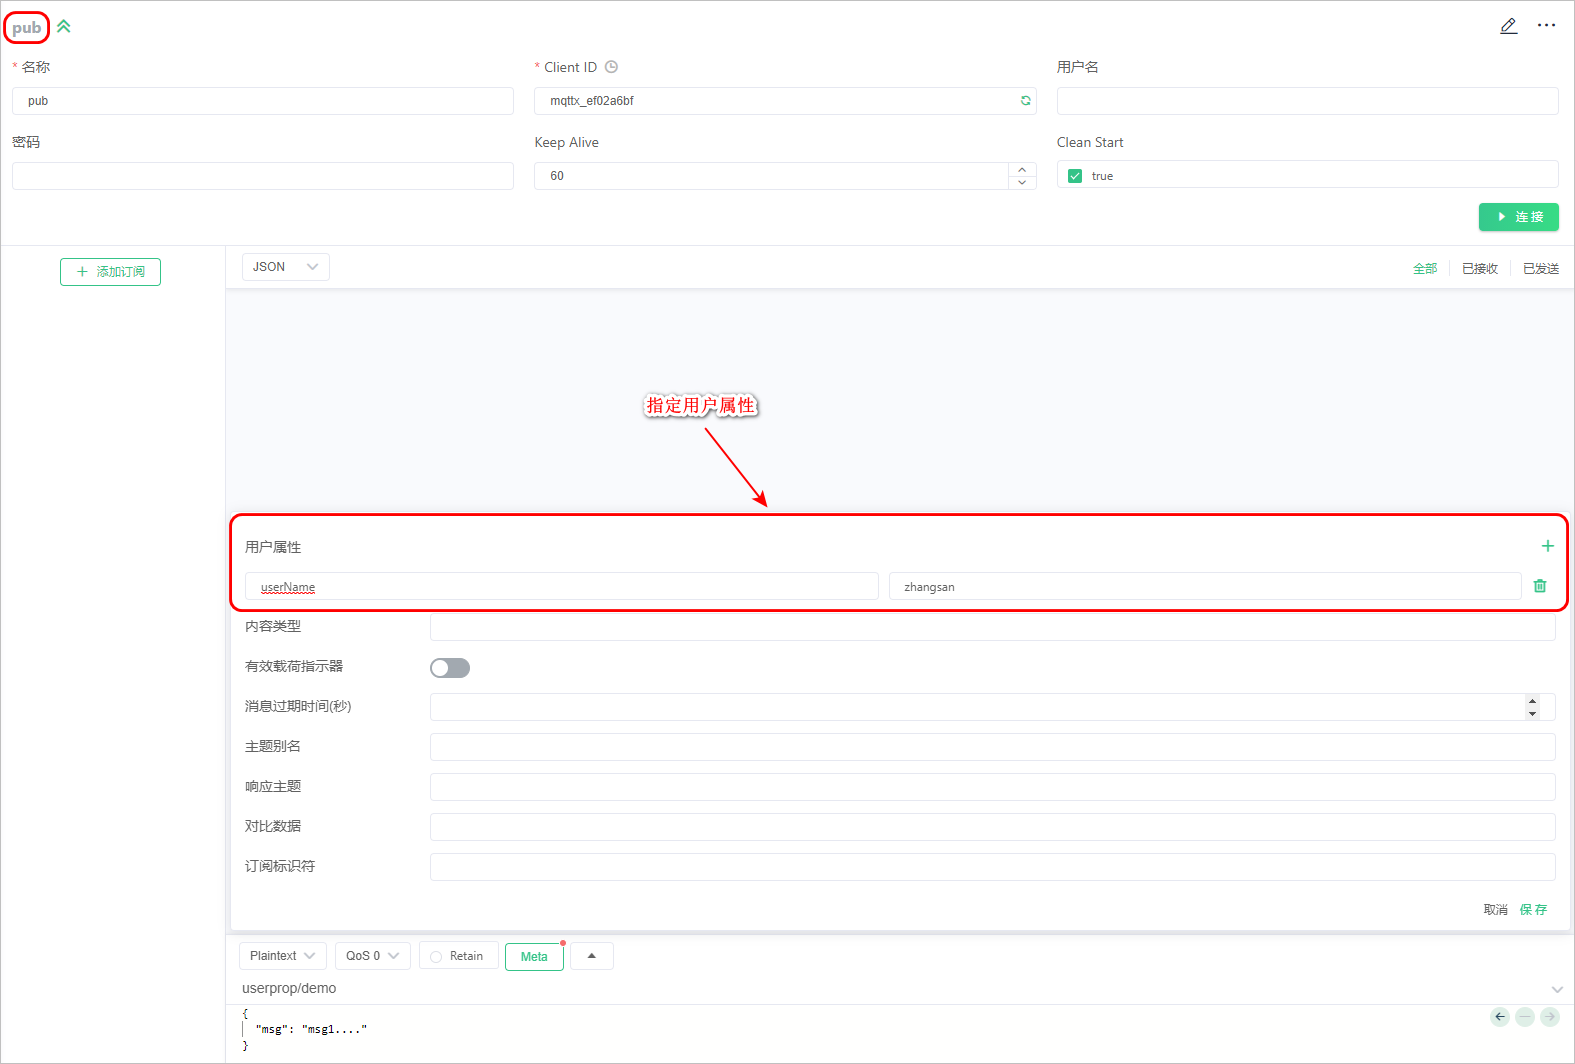 pub
* 名称
* Client ID
用户名
pub
mqttx_ef02a6bf
密码
Keep Alive
Clean Start
60
true
连接
添加订阅
JSON
全部
已接收
已发送
指定用户属性
用户属性
userName
zhangsan
内容类型
有效载荷指示器
消息过期时间(秒)
主题别名
响应主题
对比数据
订阅标识符
取消
保存
Plaintext
QoS 0
Retain
Meta
userprop/demo
{
"msg": "msg1...."
}